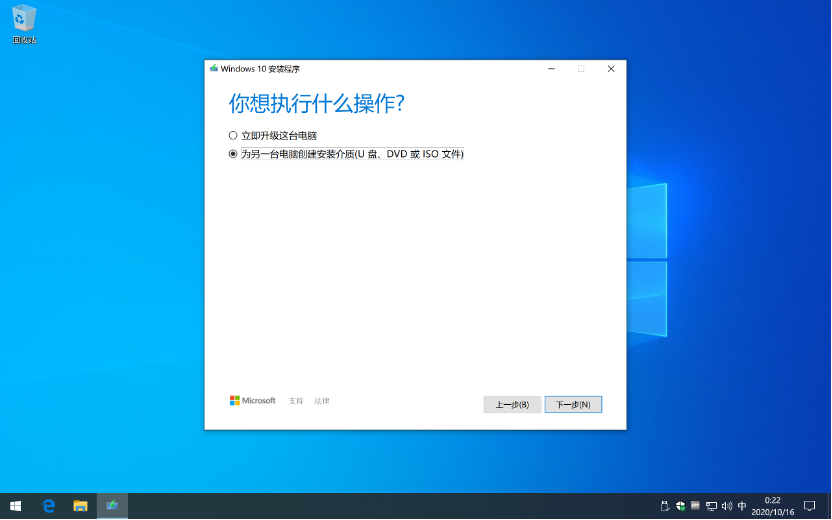 回收站
Windows 10 安装程序
你想执行什么操作?
立即升级这台电脑
为另一台电脑创建安装介质(U 盘、DVD 或 ISO 文件)
Microsoft 支持 法律
上一步(B) 下一步(N)
中
0:22
2020/10/16